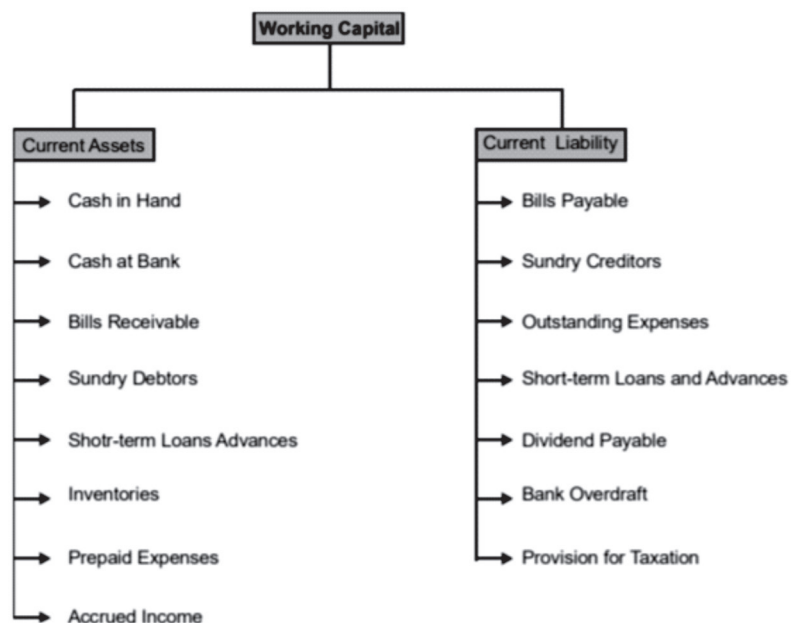 Working Capital
Current Assets
Cash in Hand
Cash at Bank
Bills Receivable
Sundry Debtors
Shotr-term Loans Advances
Inventories
Prepaid Expenses
Accrued Income
Current Liability
Bills Payable
Sundry Creditors
Outstanding Expenses
Short-term Loans and Advances
Dividend Payable
Bank Overdraft
Provision for Taxation